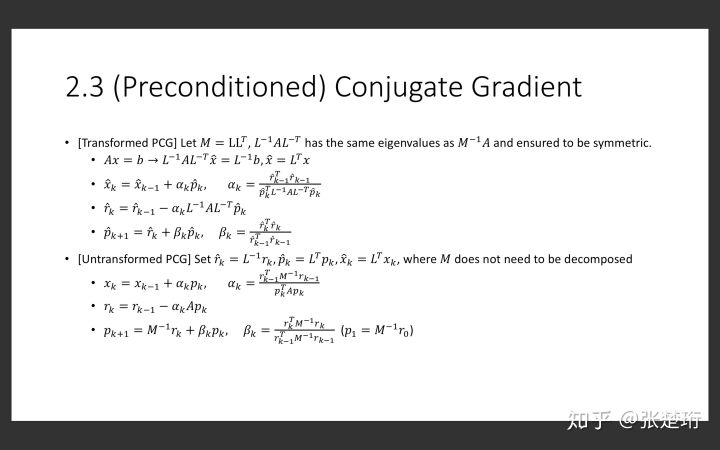 2.3 (Preconditioned) Conjugate Gradient
• [Transformed PCG] Let $M = \mathrm{LL}^T$, $L^{-1}AL^{-T}$ has the same eigenvalues as $M^{-1}A$ and ensured to be symmetric.
• $Ax = b \to L^{-1}AL^{-T}\hat{x} = L^{-1}b, \hat{x} = L^T x$
• $\hat{x}_k = \hat{x}_{k-1} + \alpha_k \hat{p}_k, \quad \alpha_k = \frac{\hat{r}_{k-1}^T \hat{r}_{k-1}}{\hat{p}_k^T L^{-1}AL^{-T} \hat{p}_k}$
• $\hat{r}_k = \hat{r}_{k-1} - \alpha_k L^{-1}AL^{-T} \hat{p}_k$
• $\hat{p}_{k+1} = \hat{r}_k + \beta_k \hat{p}_k, \quad \beta_k = \frac{\hat{r}_k^T \hat{r}_k}{\hat{r}_{k-1}^T \hat{r}_{k-1}}$
• [Untransformed PCG] Set $\hat{r}_k = L^{-1}r_k, \hat{p}_k = L^T p_k, \hat{x}_k = L^T x_k$, where $M$ does not need to be decomposed
• $x_k = x_{k-1} + \alpha_k p_k, \quad \alpha_k = \frac{r_{k-1}^T M^{-1} r_{k-1}}{p_k^T A p_k}$
• $r_k = r_{k-1} - \alpha_k A p_k$
• $p_{k+1} = M^{-1} r_k + \beta_k p_k, \quad \beta_k = \frac{r_k^T M^{-1} r_k}{r_{k-1}^T M^{-1} r_{k-1}} \ (p_1 = M^{-1} r_0)$
知乎 @张楚珩